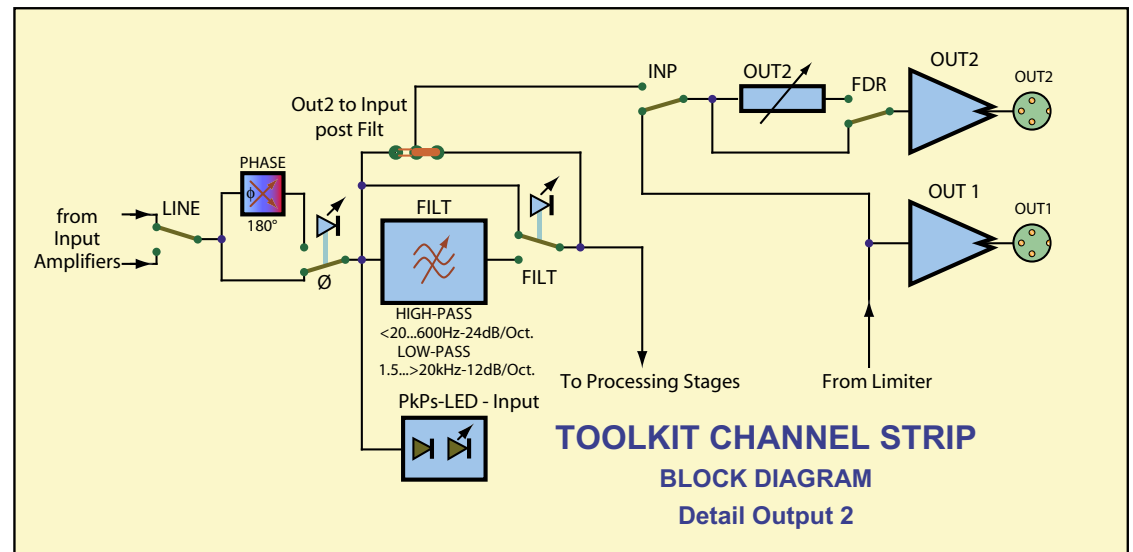 Out2 to Input
post Filt
INP
OUT2
FDR
OUT2
OUT2
PHASE
ϕ
180°
from
Input
Amplifiers
LINE
Ø
FILT
FILT
HIGH-PASS
<20...600Hz-24dB/Oct.
LOW-PASS
1.5...>20kHz-12dB/Oct.
PkPs-LED - Input
OUT 1
OUT1
To Processing Stages
From Limiter
TOOLKIT CHANNEL STRIP
BLOCK DIAGRAM
Detail Output 2